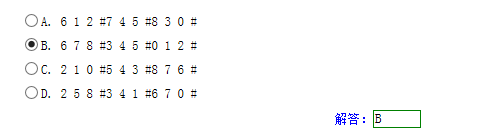 A. 6 1 2 #7 4 5 #8 3 0 #
B. 6 7 8 #3 4 5 #0 1 2 #
C. 2 1 0 #5 4 3 #8 7 6 #
D. 2 5 8 #3 4 1 #6 7 0 #
解答：B